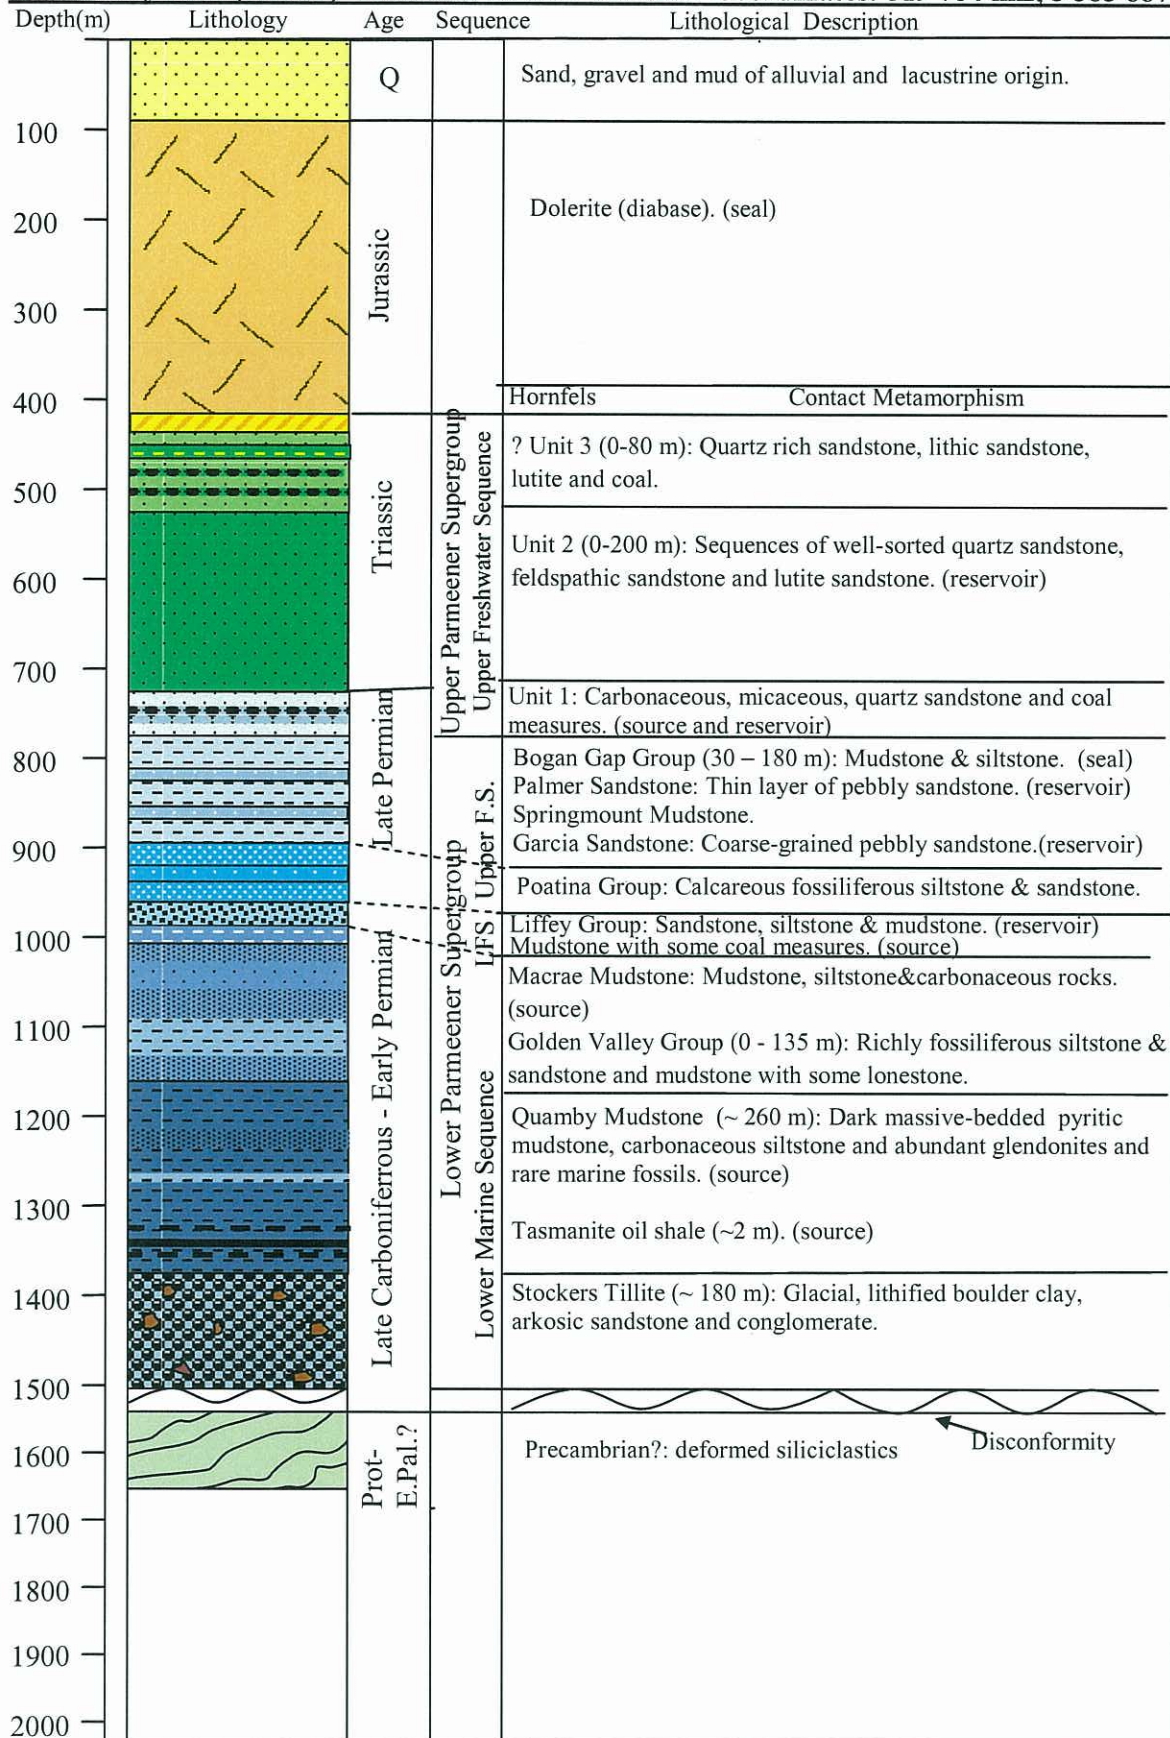 Depth(m) Lithology Age Sequence Lithological Description
Q
Sand, gravel and mud of alluvial and lacustrine origin.
100
200
300
400
500
600
700
800
900
1000
1100
1200
1300
1400
1500
1600
1700
1800
1900
2000
Jurassic
Dolerite (diabase). (seal)
Hornfels Contact Metamorphism
Triassic
Upper Parmeener Supergroup
Upper Freshwater Sequence
? Unit 3 (0-80 m): Quartz rich sandstone, lithic sandstone,
lutite and coal.
Unit 2 (0-200 m): Sequences of well-sorted quartz sandstone,
feldspathic sandstone and lutite sandstone. (reservoir)
Late Permian
Unit 1: Carbonaceous, micaceous, quartz sandstone and coal
measures. (source and reservoir)
Lower Parmeener Supergroup
Upper F.S.
Bogan Gap Group (30 – 180 m): Mudstone & siltstone. (seal)
Palmer Sandstone: Thin layer of pebbly sandstone. (reservoir)
Springmount Mudstone.
Garcia Sandstone: Coarse-grained pebbly sandstone.(reservoir)
Poatina Group: Calcareous fossiliferous siltstone & sandstone.
LFS
Liffey Group: Sandstone, siltstone & mudstone. (reservoir)
Mudstone with some coal measures. (source)
Late Carboniferrous - Early Permian
Lower Marine Sequence
Macrae Mudstone: Mudstone, siltstone&carbonaceous rocks.
(source)
Golden Valley Group (0 - 135 m): Richly fossiliferous siltstone &
sandstone and mudstone with some lonestone.
Quamby Mudstone (~ 260 m): Dark massive-bedded pyritic
mudstone, carbonaceous siltstone and abundant glendonites and
rare marine fossils. (source)
Tasmanite oil shale (~2 m). (source)
Stockers Tillite (~ 180 m): Glacial, lithified boulder clay,
arkosic sandstone and conglomerate.
Prot-
E.Pal.?
Precambrian?: deformed siliciclastics
Disconformity